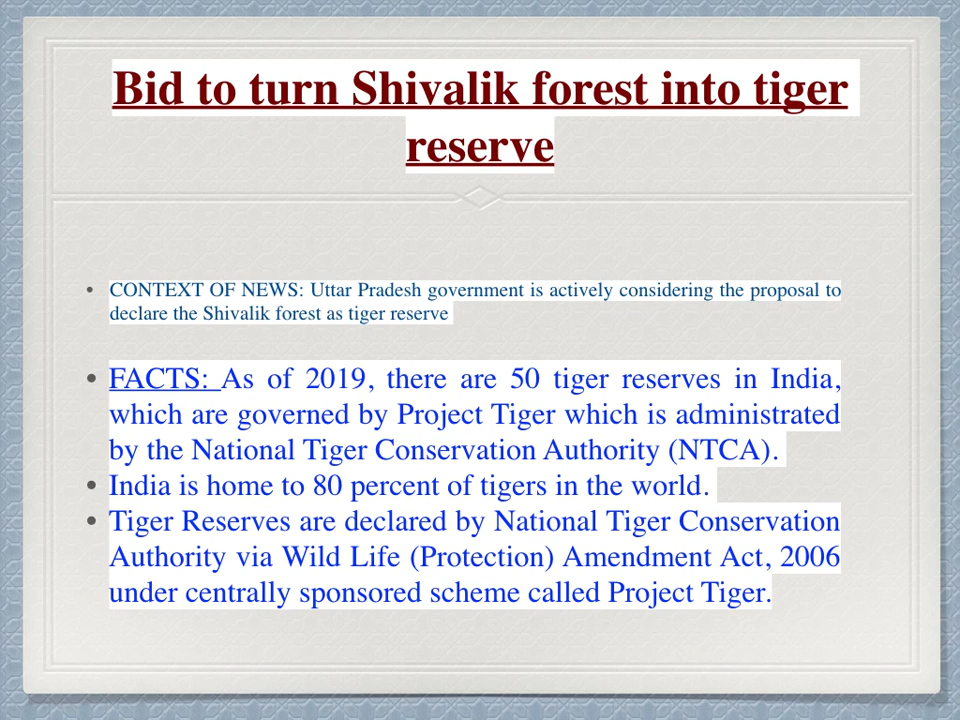 Bid to turn Shivalik forest into tiger
reserve
• CONTEXT OF NEWS: Uttar Pradesh government is actively considering the proposal to
declare the Shivalik forest as tiger reserve
• FACTS: As of 2019, there are 50 tiger reserves in India,
which are governed by Project Tiger which is administrated
by the National Tiger Conservation Authority (NTCA).
• India is home to 80 percent of tigers in the world.
• Tiger Reserves are declared by National Tiger Conservation
Authority via Wild Life (Protection) Amendment Act, 2006
under centrally sponsored scheme called Project Tiger.